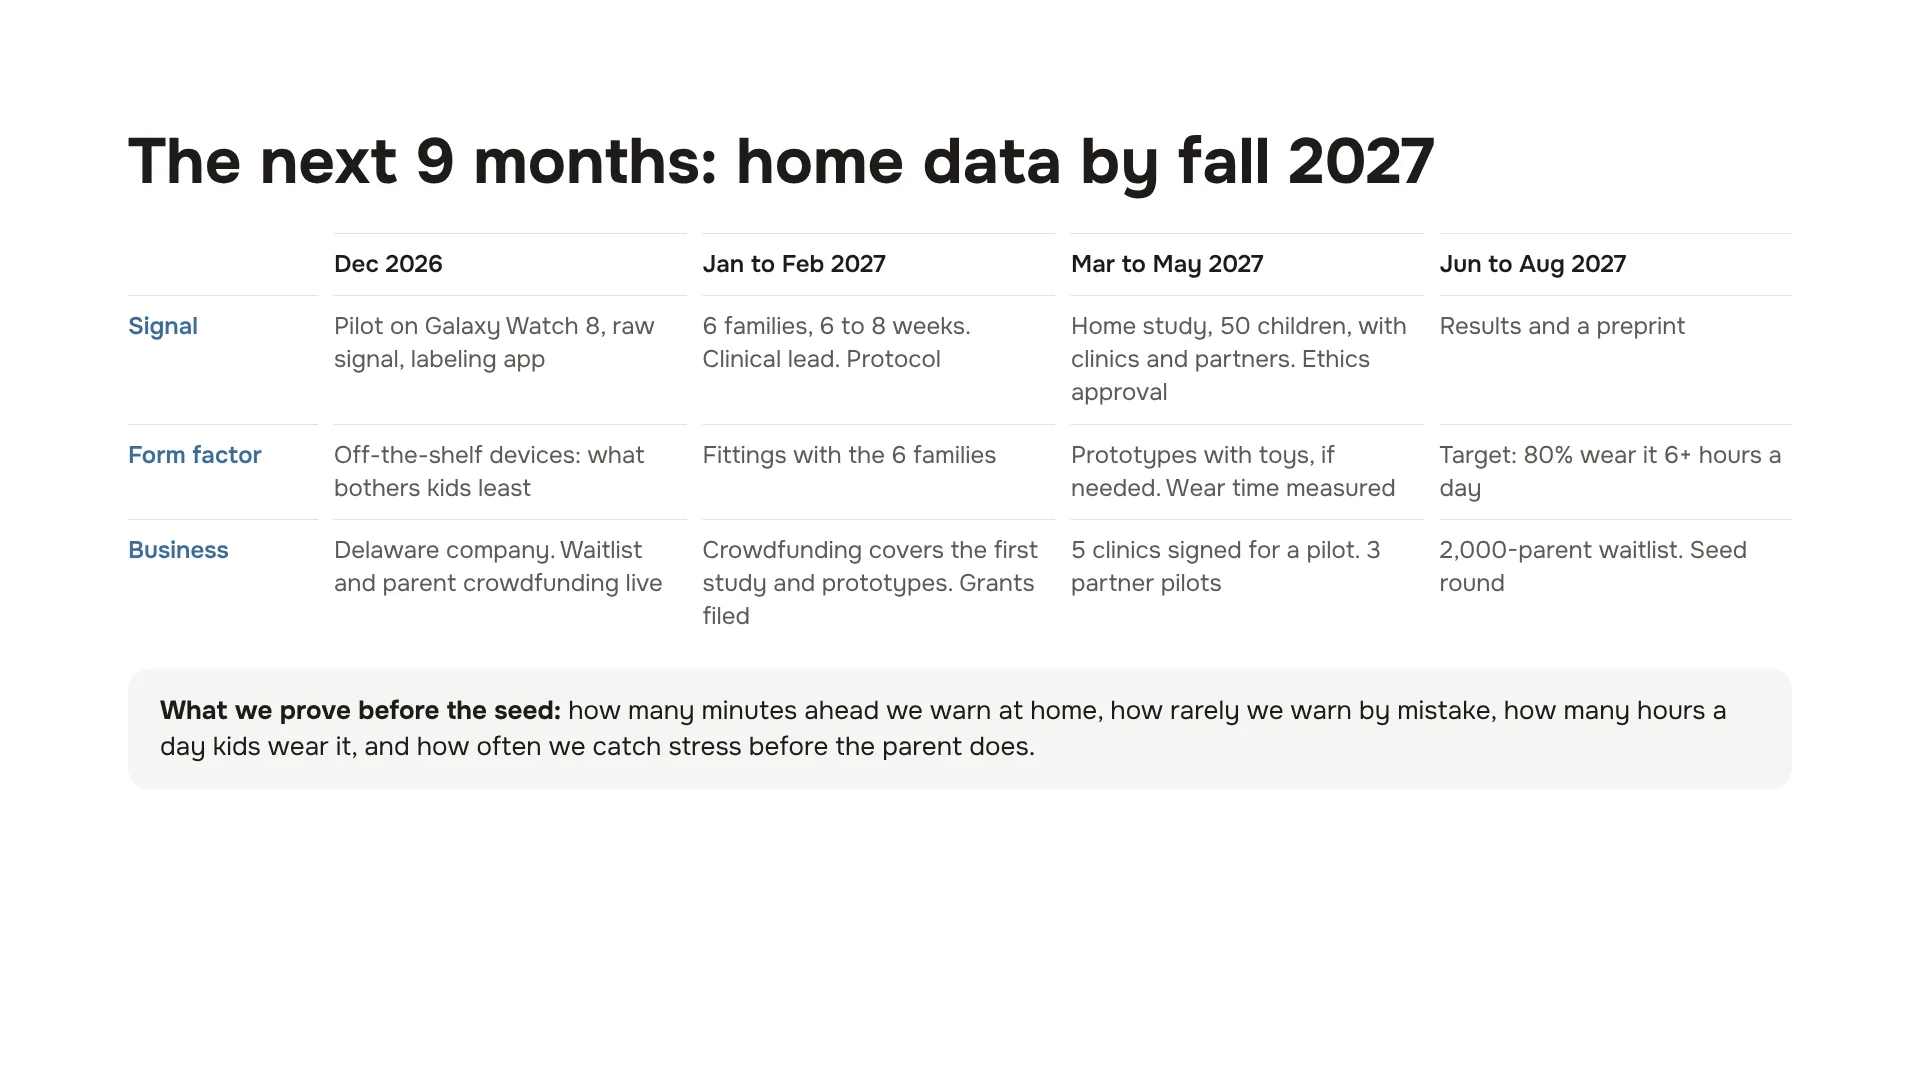 The next 9 months: home data by fall 2027
Dec 2026
Jan to Feb 2027
Mar to May 2027
Jun to Aug 2027
Signal
Pilot on Galaxy Watch 8, raw
signal, labeling app
6 families, 6 to 8 weeks.
Clinical lead. Protocol
Home study, 50 children, with
clinics and partners. Ethics
approval
Results and a preprint
Form factor
Off-the-shelf devices: what
bothers kids least
Fittings with the 6 families
Prototypes with toys, if
needed. Wear time measured
Target: 80% wear it 6+ hours a
day
Business
Delaware company. Waitlist
and parent crowdfunding live
Crowdfunding covers the first
study and prototypes. Grants
filed
5 clinics signed for a pilot. 3
partner pilots
2,000-parent waitlist. Seed
round
What we prove before the seed: how many minutes ahead we warn at home, how rarely we warn by mistake, how many hours a
day kids wear it, and how often we catch stress before the parent does.